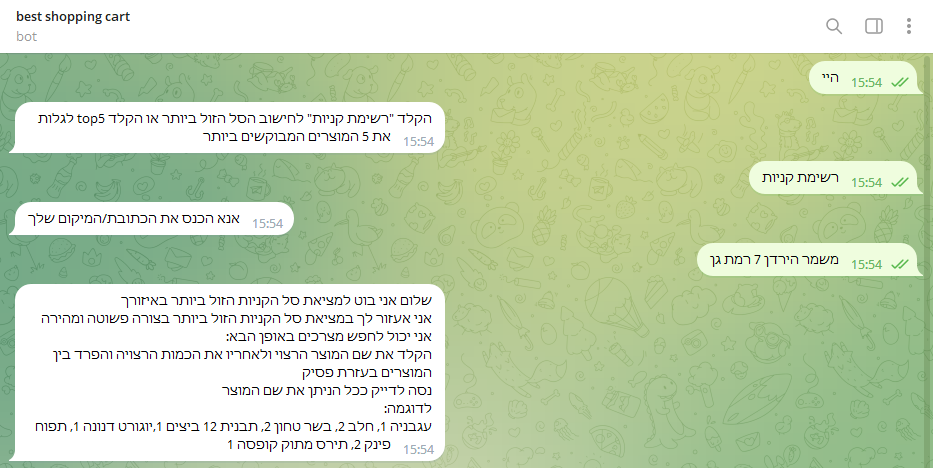 best shopping cart
bot
היי 15:54
הקלד "רשימת קניות" לחישוב הסל הזול ביותר או הקלד top5 לגלות
את 5 המוצרים המבוקשים ביותר 15:54
רשימת קניות 15:54
אנא הכנס את הכתובת/המיקום שלך 15:54
משמר הירדן 7 רמת גן 15:54
שלום אני בוט למציאת סל הקניות הזול ביותר באיזורך
אני אעזור לך במציאת סל הקניות הזול ביותר בצורה פשוטה ומהירה
אני יכול לחפש מצרכים באופן הבא:
הקלד את שם המוצר הרצוי ולאחריו את הכמות הרצויה והפרד בין
המוצרים בעזרת פסיק
נסה לדייק ככל הניתן את שם המוצר
לדוגמה:
עגבניה 1, חלב 2, בשר טחון 2, תבנית 12 ביצים 1,יוגורט דנונה 1, תפוח
פינק 2, תירס מתוק קופסה 1 15:54